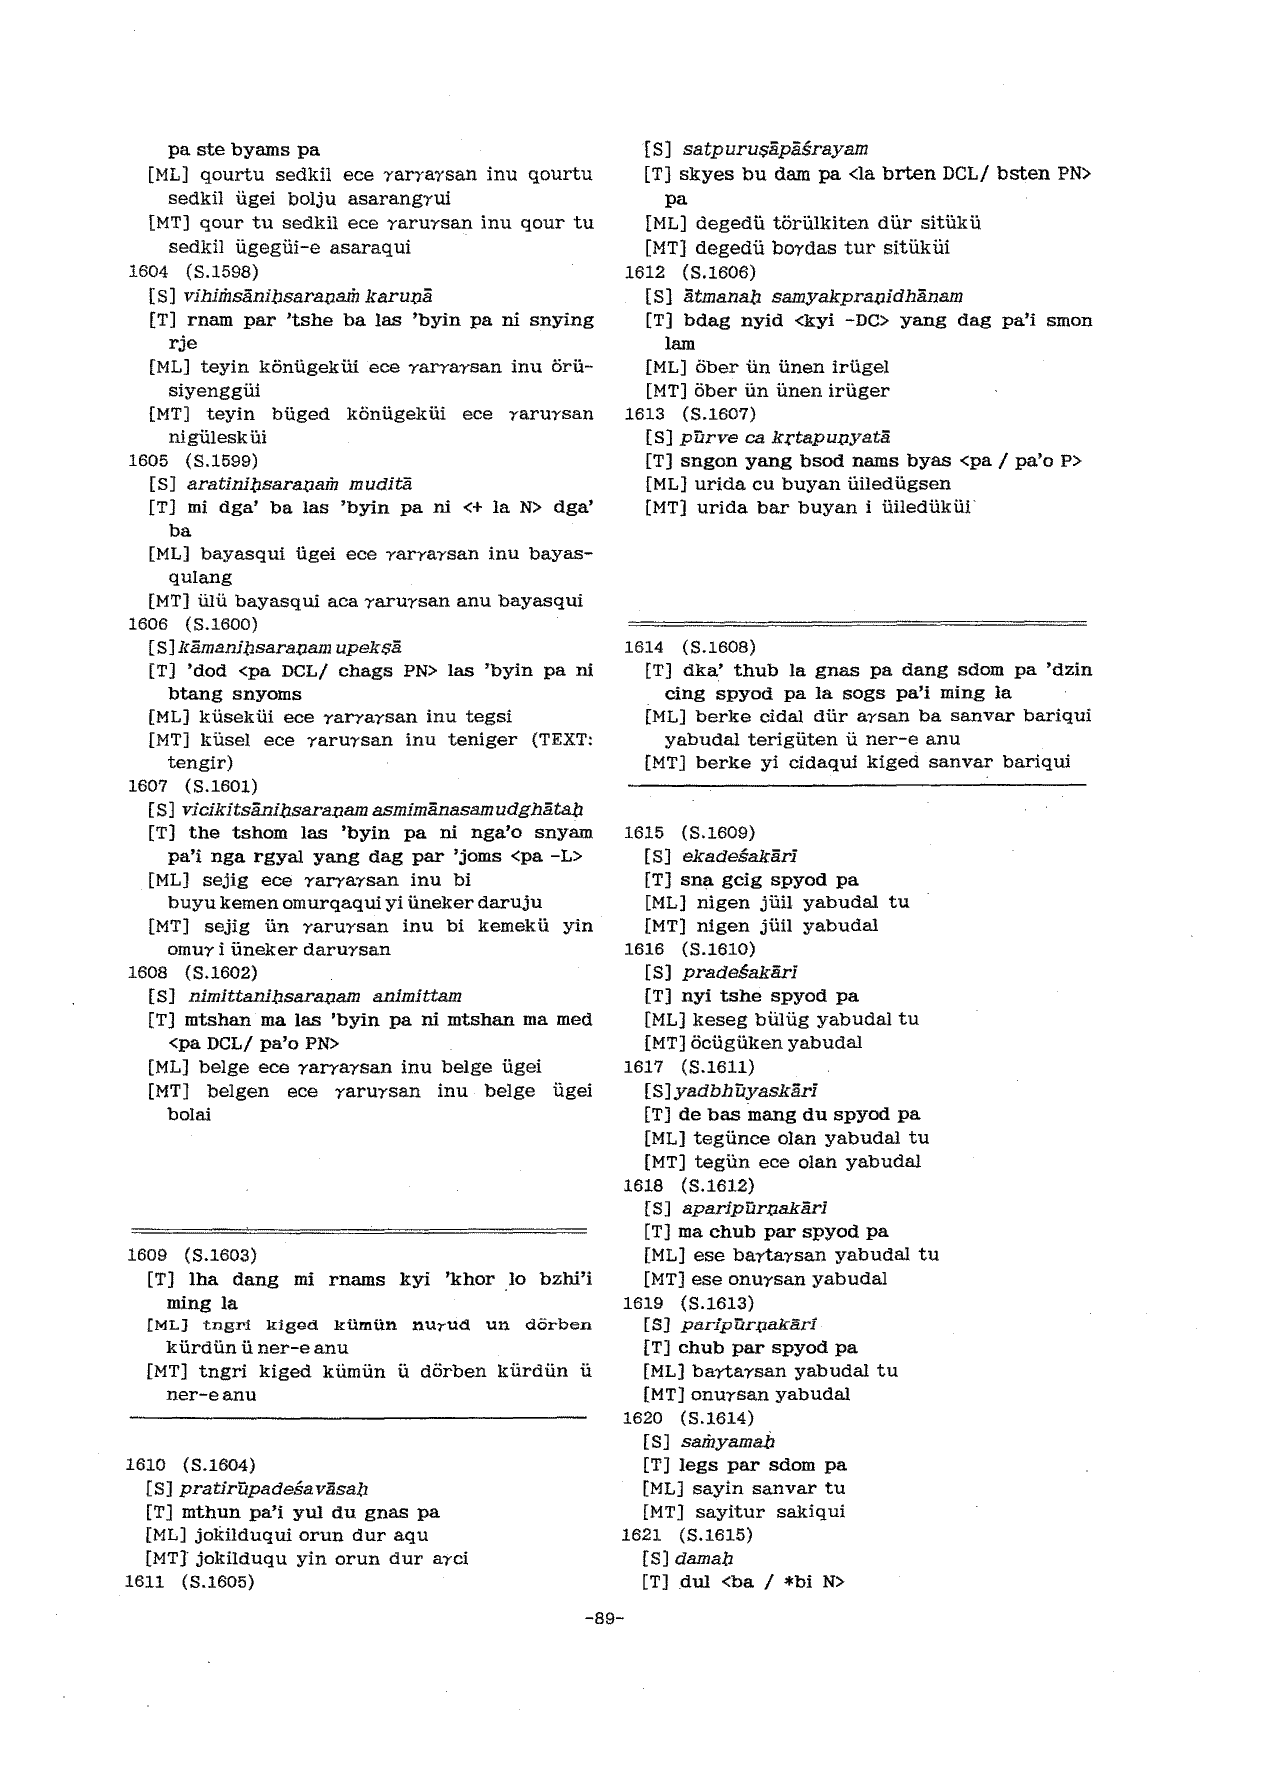 pa ste byams pa
[ML] qourtu sedkil ece γarγaγsan inu qourtu
sedkil ügei bolju asarangγui
[MT] qour tu sedkil ece γaruγsan inu qour tu
sedkil ügegüi-e asaraqui
1604 (S.1598)
[S] vihiṁsāniḥsaraṇaṁ karuṇā
[T] rnam par 'tshe ba las 'byin pa ni snying
rje
[ML] teyin könügeküi ece γarγaγsan inu örü-
siyenggüi
[MT] teyin büged könügeküi ece γaruγsan
nigülesküi
1605 (S.1599)
[S] aratiniḥsaraṇaṁ muditā
[T] mi dga' ba las 'byin pa ni <+ la N> dga'
ba
[ML] bayasqui ügei ece γarγaγsan inu bayas-
qulang
[MT] ülü bayasqui aca γaruγsan anu bayasqui
1606 (S.1600)
[S] kāmaniḥsaraṇam upekṣā
[T] 'dod <pa DCL/ chags PN> las 'byin pa ni
btang snyoms
[ML] küseküi ece γarγaγsan inu tegsi
[MT] küsel ece γaruγsan inu teniger (TEXT:
tengir)
1607 (S.1601)
[S] vicikitsāniḥsaraṇam asmimānasamudghātaḥ
[T] the tshom las 'byin pa ni nga'o snyam
pa'i nga rgyal yang dag par 'joms <pa -L>
[ML] sejig ece γarγaγsan inu bi
buyu kemen omurqaqui yi üneker daruju
[MT] sejig ün γaruγsan inu bi kemekü yin
omuγ i üneker daruγsan
1608 (S.1602)
[S] nimittaniḥsaraṇam animittam
[T] mtshan ma las 'byin pa ni mtshan ma med
<pa DCL/ pa'o PN>
[ML] belge ece γarγaγsan inu belge ügei
[MT] belgen ece γaruγsan inu belge ügei
bolai
1609 (S.1603)
[T] lha dang mi rnams kyi 'khor lo bzhi'i
ming la
[ML] tngri kiged kümün nuγud un dörben
kürdün ü ner-e anu
[MT] tngri kiged kümün ü dörben kürdün ü
ner-e anu
1610 (S.1604)
[S] pratirūpadeśavāsaḥ
[T] mthun pa'i yul du gnas pa
[ML] jokilduqui orun dur aqu
[MT] jokilduqu yin orun dur aγci
1611 (S.1605)
[S] satpuruṣāpāśrayam
[T] skyes bu dam pa <la brten DCL/ bsten PN>
pa
[ML] degedü törülkiten dür sitükü
[MT] degedü boγdas tur sitüküi
1612 (S.1606)
[S] ātmanaḥ samyakpraṇidhānam
[T] bdag nyid <kyi -DC> yang dag pa'i smon
lam
[ML] öber ün ünen irügel
[MT] öber ün ünen irüger
1613 (S.1607)
[S] pūrve ca kṛtapuṇyatā
[T] sngon yang bsod nams byas <pa / pa'o P>
[ML] urida cu buyan üiledügsen
[MT] urida bar buyan i üiledüküi
1614 (S.1608)
[T] dka' thub la gnas pa dang sdom pa 'dzin
cing spyod pa la sogs pa'i ming la
[ML] berke cidal dür aγsan ba sanvar bariqui
yabudal terigüten ü ner-e anu
[MT] berke yi cidaqui kiged sanvar bariqui
1615 (S.1609)
[S] ekadeśakārī
[T] sna gcig spyod pa
[ML] nigen jüil yabudal tu
[MT] nigen jüil yabudal
1616 (S.1610)
[S] pradeśakārī
[T] nyi tshe spyod pa
[ML] keseg bülüg yabudal tu
[MT] öcügüken yabudal
1617 (S.1611)
[S] yadbhūyaskārī
[T] de bas mang du spyod pa
[ML] tegünce olan yabudal tu
[MT] tegün ece olan yabudal
1618 (S.1612)
[S] aparipūrṇakārī
[T] ma chub par spyod pa
[ML] ese baγtaγsan yabudal tu
[MT] ese onuγsan yabudal
1619 (S.1613)
[S] paripūrṇakārī
[T] chub par spyod pa
[ML] baγtaγsan yabudal tu
[MT] onuγsan yabudal
1620 (S.1614)
[S] saṁyamaḥ
[T] legs par sdom pa
[ML] sayin sanvar tu
[MT] sayitur sakiqui
1621 (S.1615)
[S] damaḥ
[T] dul <ba / *bi N>
-89-